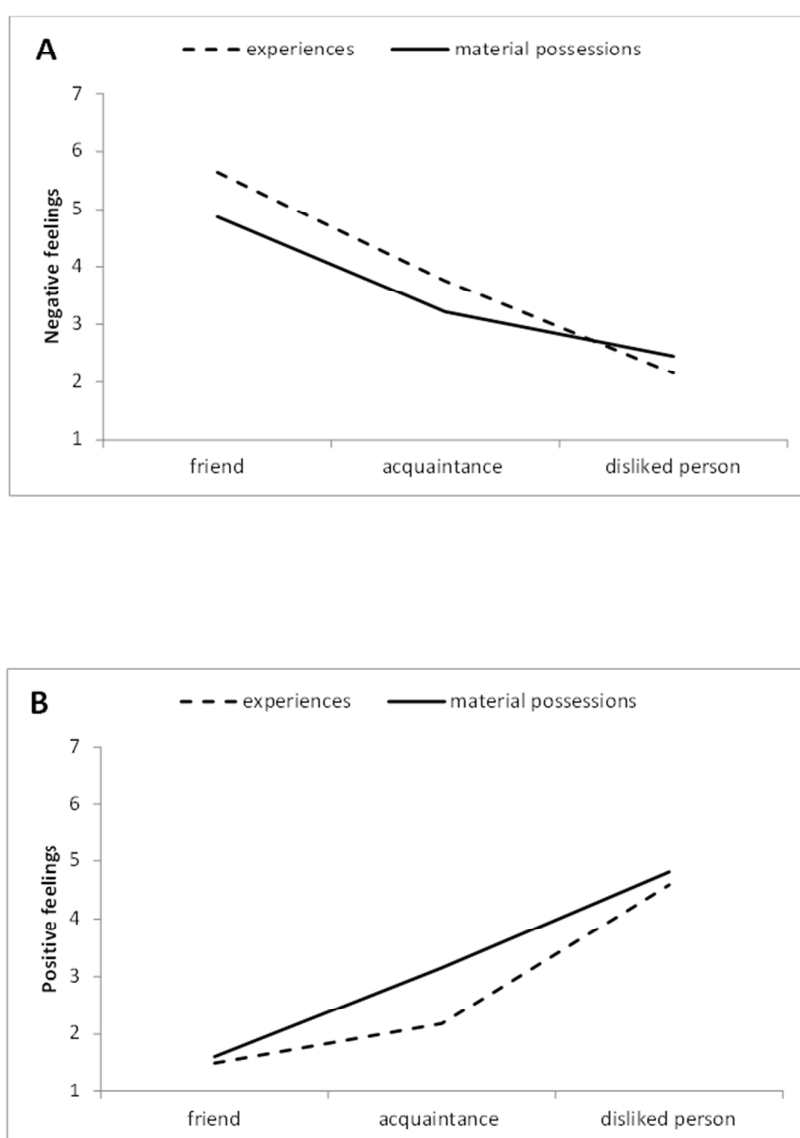 A
experiences material possessions
7
6
5
4
3
2
1
Negative feelings
friend acquaintance disliked person
B
experiences material possessions
7
6
5
4
3
2
1
Positive feelings
friend acquaintance disliked person